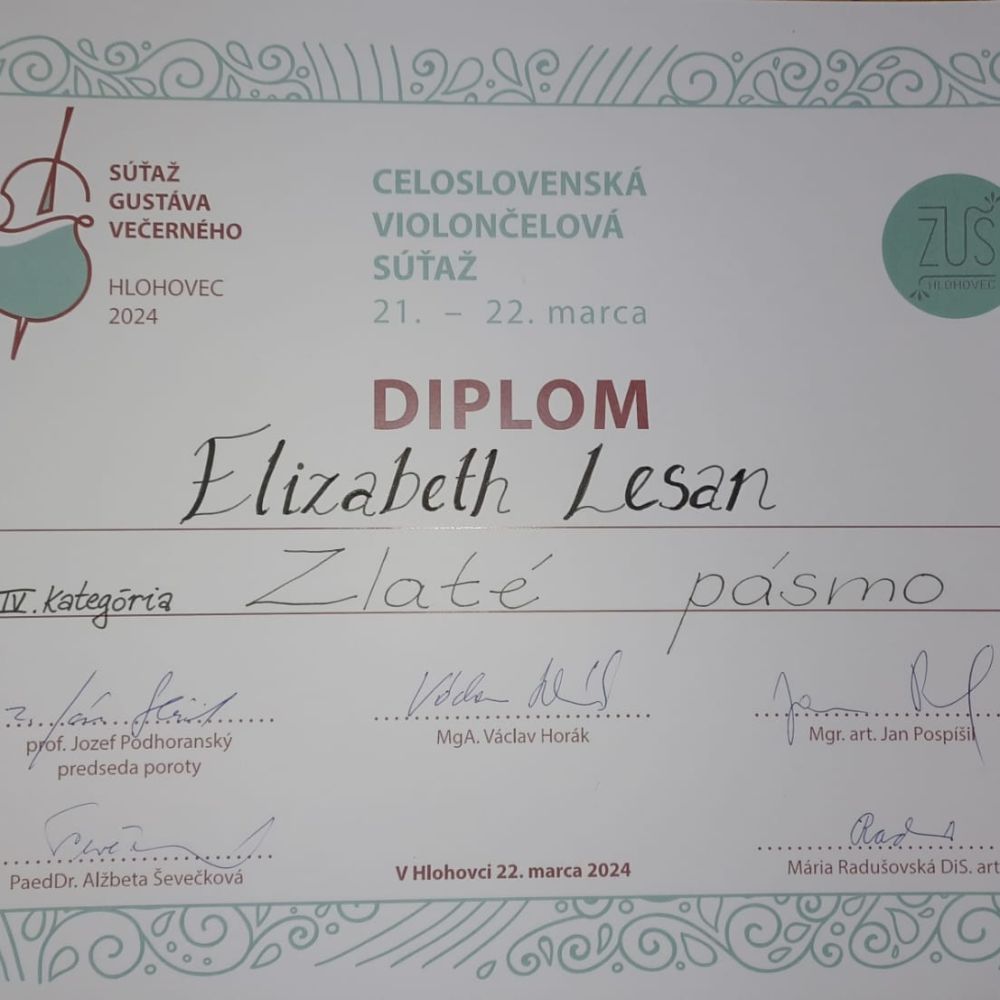 SÚŤAŽ
GUSTÁVA
VEČERNÉHO
HLOHOVEC
2024
CELOSLOVENSKÁ
VIOLONČELOVÁ
SÚŤAŽ
21. – 22. marca
ZUŠ
HLOHOVEC
DIPLOM
Elizabeth Lesan
IV. kategória Zlaté pásmo
prof. Jozef Podhoranský
predseda poroty
MgA. Václav Horák
Mgr. art. Jan Pospíšil
PaedDr. Alžbeta Ševečková
V Hlohovci 22. marca 2024
Mária Radušovská DiS. art